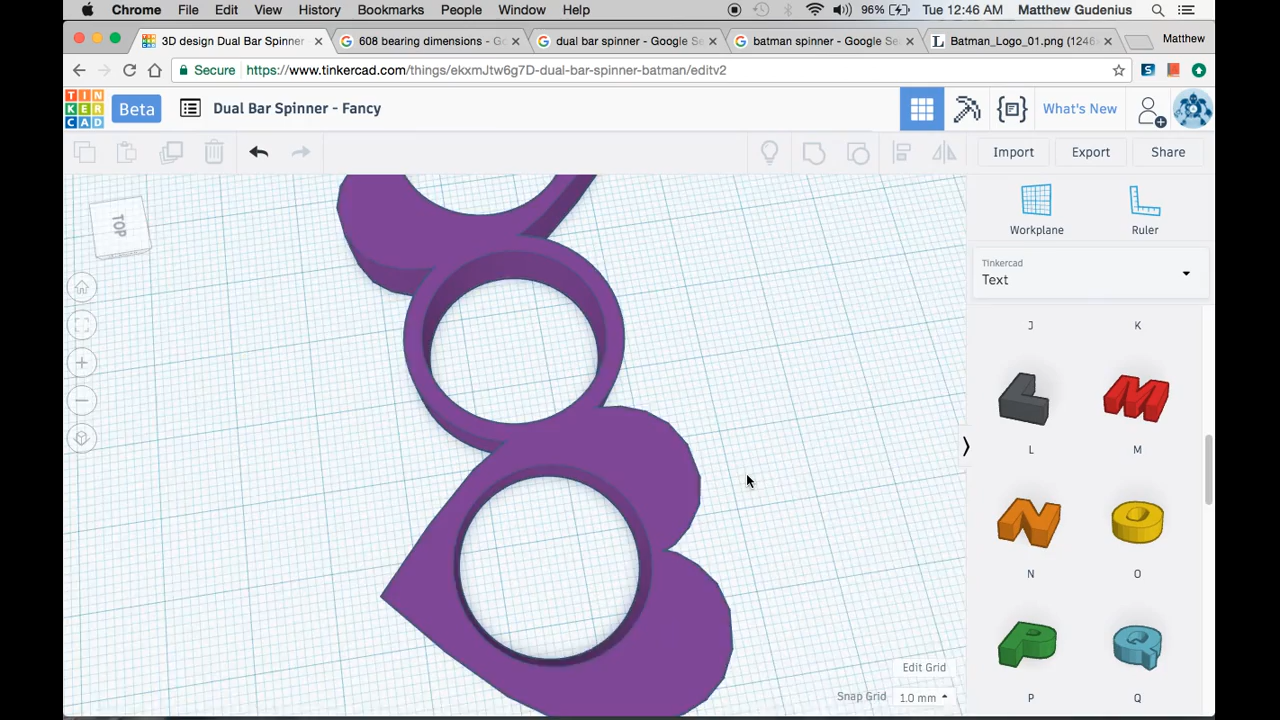 Chrome File Edit View History Bookmarks People Window Help 96% Tue 12:46 AM Matthew Gudenius
3D design Dual Bar Spinner 608 bearing dimensions - G dual bar spinner - Google Se batman spinner - Google Se Batman_Logo_01.png (1246× Matthew
Secure https://www.tinkercad.com/things/ekxmJtw6g7D-dual-bar-spinner-batman/editv2
TIN
KER
CAD
Beta
Dual Bar Spinner - Fancy
What's New
Import Export Share
TOP
Workplane Ruler
Tinkercad
Text
J K
L M
N O
P Q
Edit Grid
Snap Grid 1.0 mm